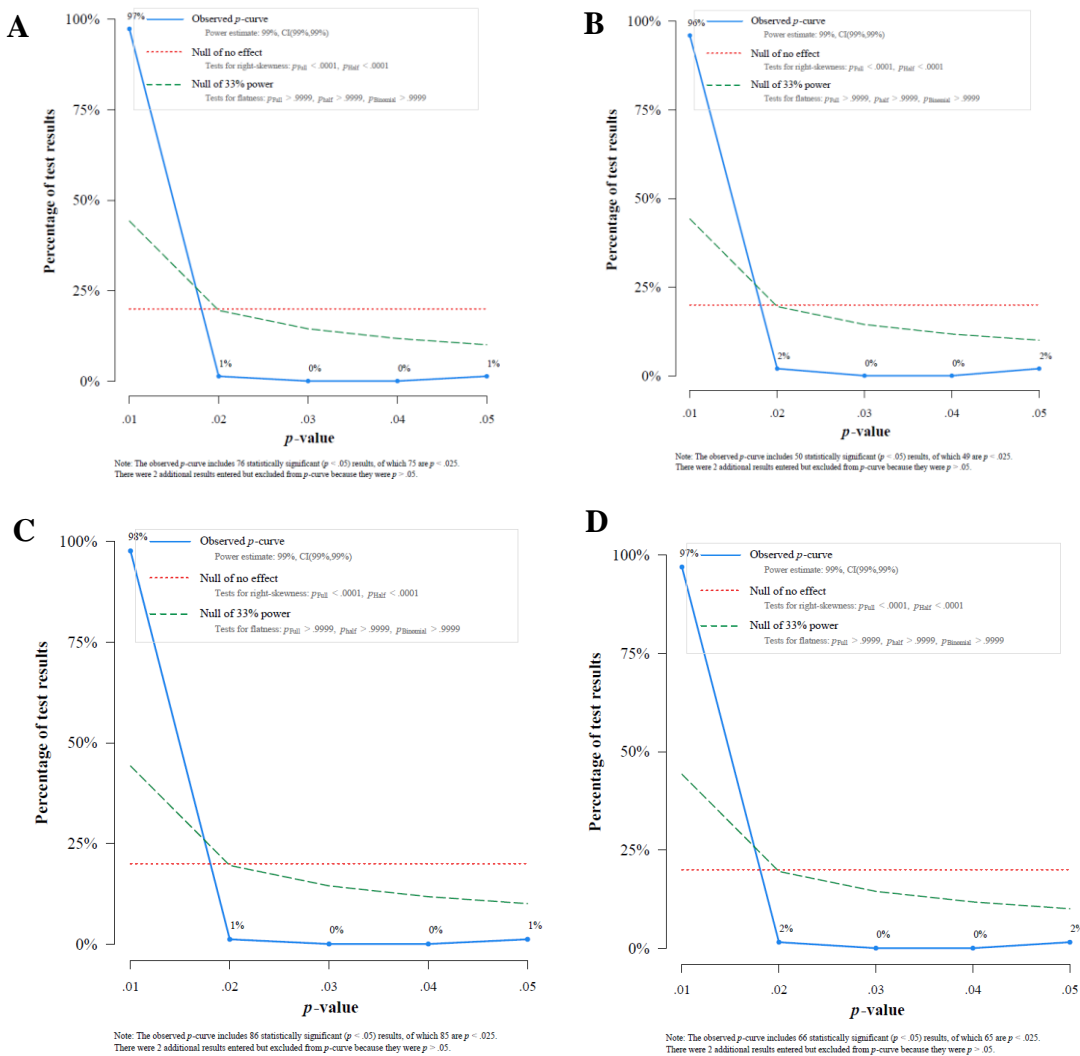 A
Percentage of test results
100%
75%
50%
25%
0%
97%
Observed p-curve
Power estimate: 99%, CI(99%,99%)
Null of no effect
Tests for right-skewness: pFull < .0001, pHalf < .0001
Null of 33% power
Tests for flatness: pFull > .9999, phalf > .9999, pBinomial > .9999
1%
0%
0%
1%
.01 .02 .03 .04 .05
p-value
Note: The observed p-curve includes 76 statistically significant (p < .05) results, of which 75 are p < .025.
There were 2 additional results entered but excluded from p-curve because they were p > .05.
B
Percentage of test results
100%
75%
50%
25%
0%
96%
Observed p-curve
Power estimate: 99%, CI(99%,99%)
Null of no effect
Tests for right-skewness: pFull < .0001, pHalf < .0001
Null of 33% power
Tests for flatness: pFull > .9999, phalf > .9999, pBinomial > .9999
2%
0%
0%
2%
.01 .02 .03 .04 .05
p-value
Note: The observed p-curve includes 50 statistically significant (p < .05) results, of which 49 are p < .025.
There were 2 additional results entered but excluded from p-curve because they were p > .05.
C
Percentage of test results
100%
75%
50%
25%
0%
98%
Observed p-curve
Power estimate: 99%, CI(99%,99%)
Null of no effect
Tests for right-skewness: pFull < .0001, pHalf < .0001
Null of 33% power
Tests for flatness: pFull > .9999, phalf > .9999, pBinomial > .9999
1%
0%
0%
1%
.01 .02 .03 .04 .05
p-value
Note: The observed p-curve includes 86 statistically significant (p < .05) results, of which 85 are p < .025.
There were 2 additional results entered but excluded from p-curve because they were p > .05.
D
Percentage of test results
100%
75%
50%
25%
0%
97%
Observed p-curve
Power estimate: 99%, CI(99%,99%)
Null of no effect
Tests for right-skewness: pFull < .0001, pHalf < .0001
Null of 33% power
Tests for flatness: pFull > .9999, phalf > .9999, pBinomial > .9999
2%
0%
0%
2%
.01 .02 .03 .04 .05
p-value
Note: The observed p-curve includes 66 statistically significant (p < .05) results, of which 65 are p < .025.
There were 2 additional results entered but excluded from p-curve because they were p > .05.